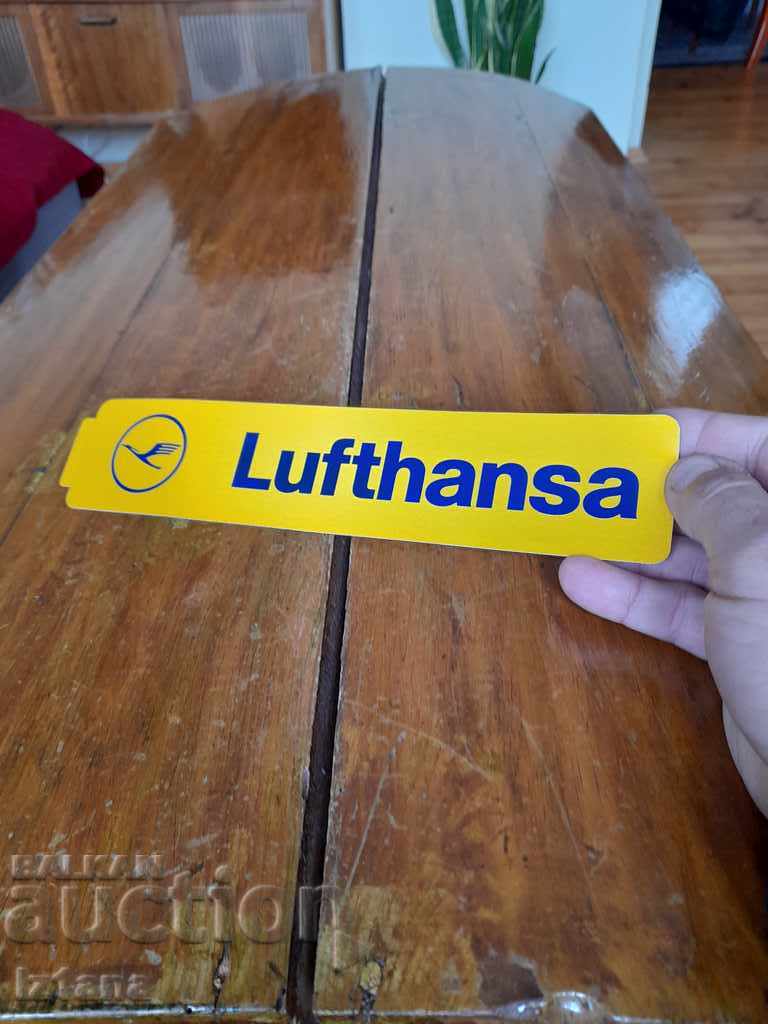 Lufthansa
BALKAN
auction
Iztana